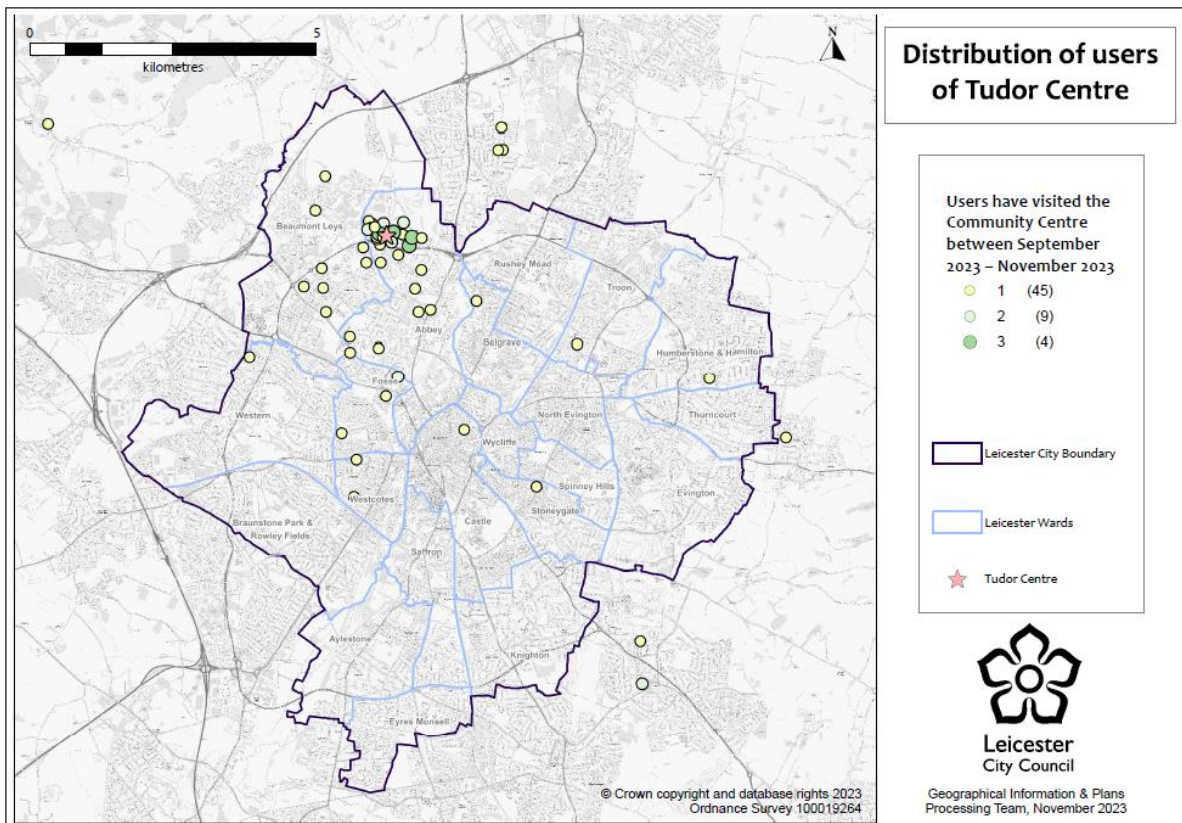 0
5
kilometres
N
Distribution of users
of Tudor Centre
Users have visited the
Community Centre
between September
2023 – November 2023
1 (45)
2 (9)
3 (4)
Leicester City Boundary
Leicester Wards
Tudor Centre
Leicester
City Council
Geographical Information & Plans
Processing Team, November 2023
Beaumont Leys
Rushey Mead
Troon
Abbey
Belgrave
Humberstone & Hamilton
Fosse
Western
North Evington
Thurncourt
Wycliffe
Spinney Hills
Evington
Westcotes
Stoneygate
Braunstone Park &
Rowley Fields
Castle
Saffron
Aylestone
Knighton
Eyres Monsell
© Crown copyright and database rights 2023
Ordnance Survey 100019264